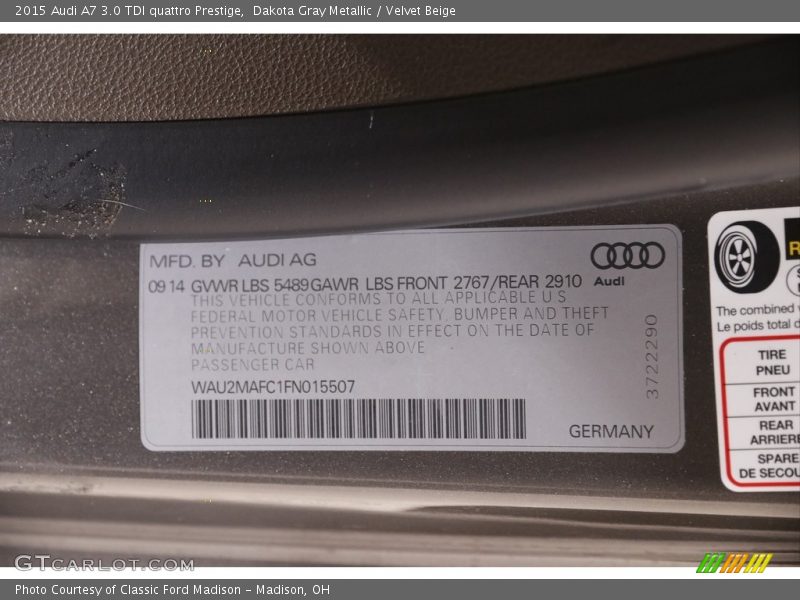 2015 Audi A7 3.0 TDI quattro Prestige, Dakota Gray Metallic / Velvet Beige
MFD. BY AUDI AG
09 14 GVWR LBS 5489 GAWR LBS FRONT 2767/REAR 2910
Audi
THIS VEHICLE CONFORMS TO ALL APPLICABLE U S
FEDERAL MOTOR VEHICLE SAFETY, BUMPER AND THEFT
PREVENTION STANDARDS IN EFFECT ON THE DATE OF
MANUFACTURE SHOWN ABOVE
PASSENGER CAR
WAU2MAFC1FN015507
3722290
GERMANY
The combined
Le poids total d
TIRE
PNEU
FRONT
AVANT
REAR
ARRIERE
SPARE
DE SECOU
GTCARLOT.COM
Photo Courtesy of Classic Ford Madison - Madison, OH